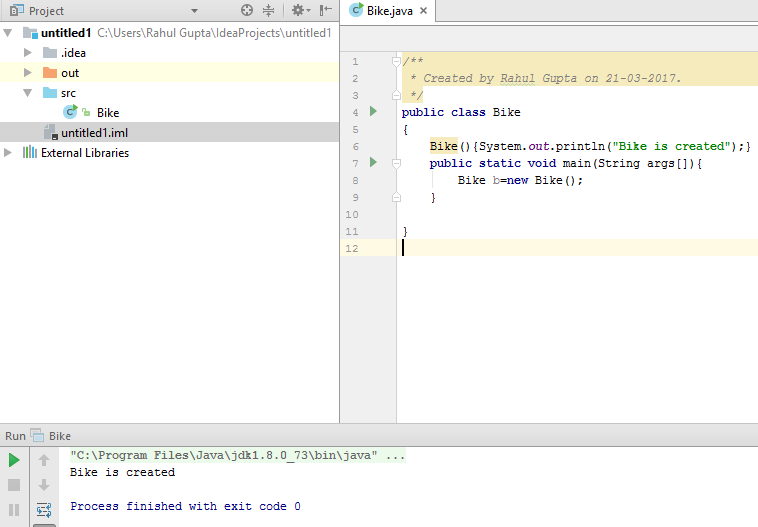 Project
untitled1 C:\Users\Rahul Gupta\IdeaProjects\untitled1
.idea
out
src
Bike
untitled1.iml
External Libraries
Bike.java
1 /**
2 * Created by Rahul Gupta on 21-03-2017.
3 */
4 public class Bike
5 {
6 Bike(){System.out.println("Bike is created");}
7 public static void main(String args[]){
8 Bike b=new Bike();
9 }
10
11 }
12
Run Bike
"C:\Program Files\Java\jdk1.8.0_73\bin\java" ...
Bike is created
Process finished with exit code 0